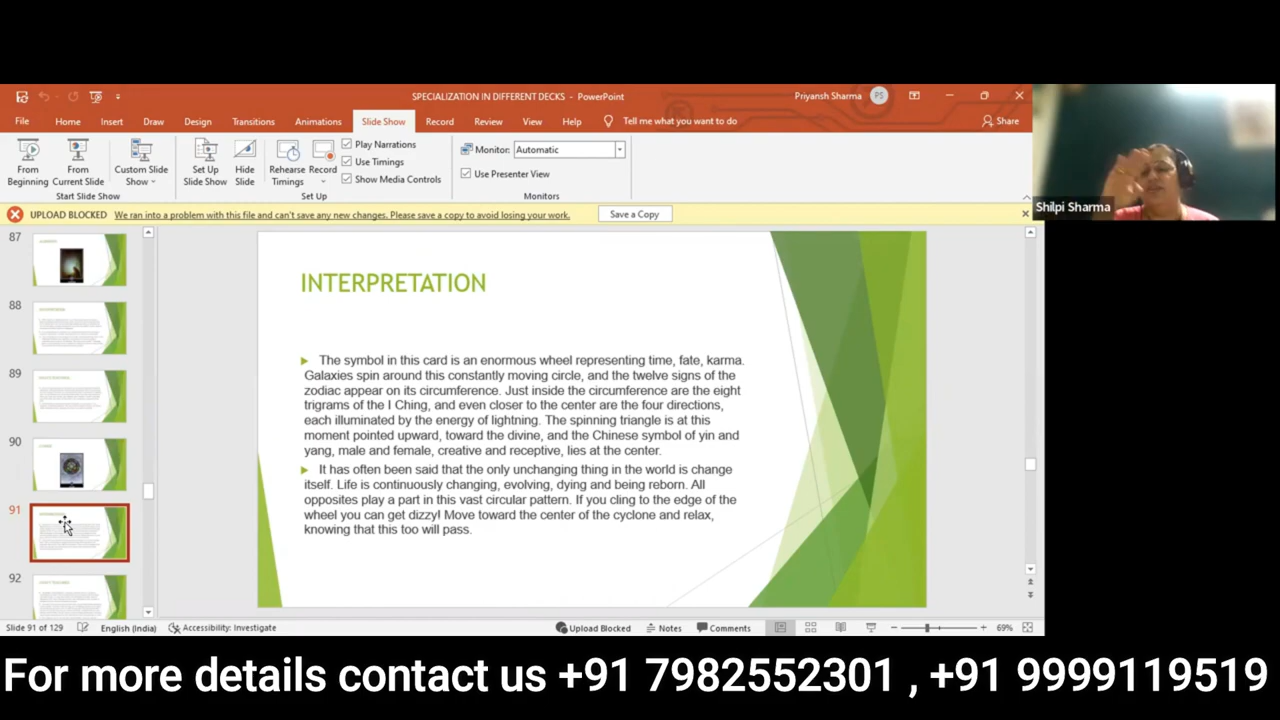 SPECIALIZATION IN DIFFERENT DECKS - PowerPoint
Priyansh Sharma
PS
File Home Insert Draw Design Transitions Animations Slide Show Record Review View Help Tell me what you want to do
Share
From Beginning
From Current Slide
Custom Slide Show
Set Up Slide Show
Hide Slide
Rehearse Timings
Record
Play Narrations
Use Timings
Show Media Controls
Monitor: Automatic
Use Presenter View
Start Slide Show
Set Up
Monitors
Shilpi Sharma
UPLOAD BLOCKED We ran into a problem with this file and can't save any new changes. Please save a copy to avoid losing your work. Save a Copy
87
88
89
90
91
92
INTERPRETATION
The symbol in this card is an enormous wheel representing time, fate, karma.
Galaxies spin around this constantly moving circle, and the twelve signs of the
zodiac appear on its circumference. Just inside the circumference are the eight
trigrams of the I Ching, and even closer to the center are the four directions,
each illuminated by the energy of lightning. The spinning triangle is at this
moment pointed upward, toward the divine, and the Chinese symbol of yin and
yang, male and female, creative and receptive, lies at the center.
It has often been said that the only unchanging thing in the world is change
itself. Life is continuously changing, evolving, dying and being reborn. All
opposites play a part in this vast circular pattern. If you cling to the edge of the
wheel you can get dizzy! Move toward the center of the cyclone and relax,
knowing that this too will pass.
Slide 91 of 129 English (India) Accessibility: Investigate Upload Blocked Notes Comments 69%
For more details contact us +91 7982552301 , +91 9999119519